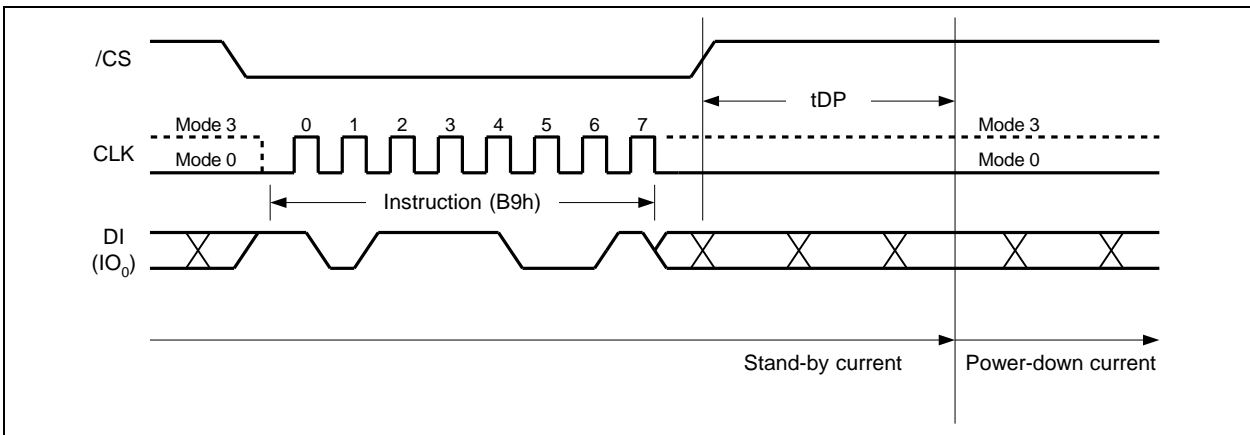 /CS
tDP
Mode 3 0 1 2 3 4 5 6 7 Mode 3
CLK
Mode 0 Mode 0
Instruction (B9h)
DI
(IO0)
Stand-by current Power-down current